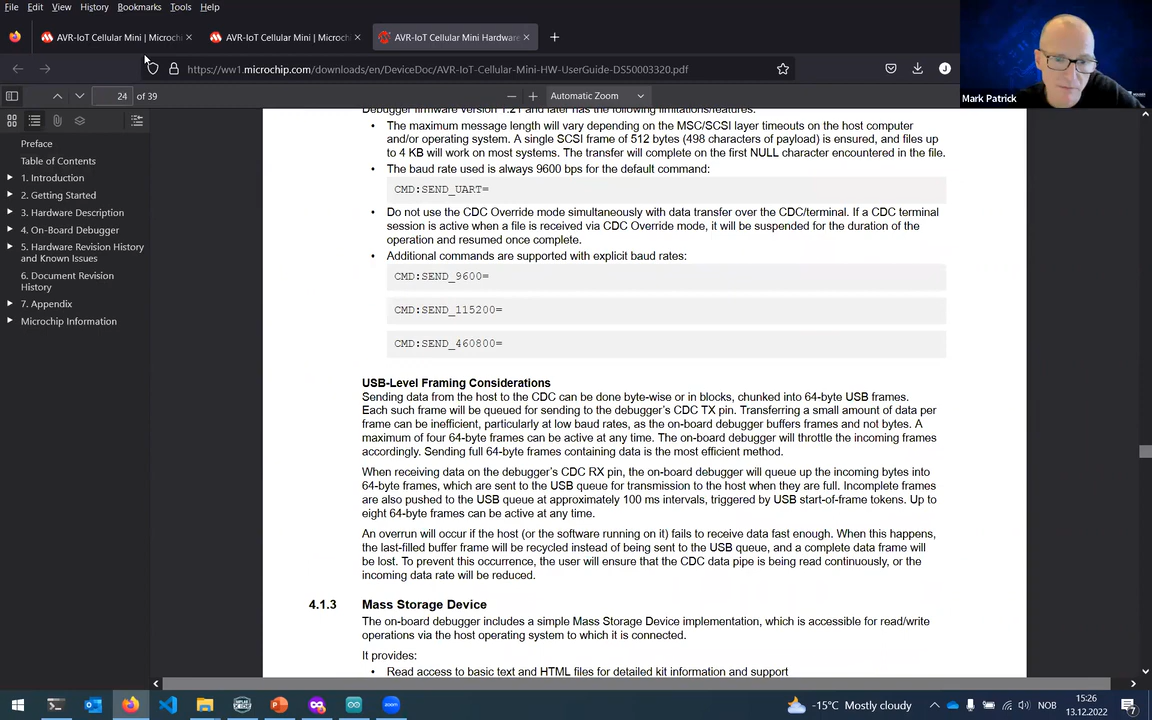 File Edit View History Bookmarks Tools Help
AVR-IoT Cellular Mini | Microchi ×
AVR-IoT Cellular Mini | Microchi ×
AVR-IoT Cellular Mini Hardware ×
https://ww1.microchip.com/downloads/en/DeviceDoc/AVR-IoT-Cellular-Mini-HW-UserGuide-DS50003320.pdf
J
Mark Patrick
24 of 39
Automatic Zoom
Preface
Table of Contents
1. Introduction
2. Getting Started
3. Hardware Description
4. On-Board Debugger
5. Hardware Revision History
and Known Issues
6. Document Revision
History
7. Appendix
Microchip Information
Debugger firmware version 1.21 and later has the following limitations/features:
• The maximum message length will vary depending on the MSC/SCSI layer timeouts on the host computer
and/or operating system. A single SCSI frame of 512 bytes (498 characters of payload) is ensured, and files up
to 4 KB will work on most systems. The transfer will complete on the first NULL character encountered in the file.
• The baud rate used is always 9600 bps for the default command:
CMD:SEND_UART=
• Do not use the CDC Override mode simultaneously with data transfer over the CDC/terminal. If a CDC terminal
session is active when a file is received via CDC Override mode, it will be suspended for the duration of the
operation and resumed once complete.
• Additional commands are supported with explicit baud rates:
CMD:SEND_9600=
CMD:SEND_115200=
CMD:SEND_460800=
USB-Level Framing Considerations
Sending data from the host to the CDC can be done byte-wise or in blocks, chunked into 64-byte USB frames.
Each such frame will be queued for sending to the debugger's CDC TX pin. Transferring a small amount of data per
frame can be inefficient, particularly at low baud rates, as the on-board debugger buffers frames and not bytes. A
maximum of four 64-byte frames can be active at any time. The on-board debugger will throttle the incoming frames
accordingly. Sending full 64-byte frames containing data is the most efficient method.
When receiving data on the debugger's CDC RX pin, the on-board debugger will queue up the incoming bytes into
64-byte frames, which are sent to the USB queue for transmission to the host when they are full. Incomplete frames
are also pushed to the USB queue at approximately 100 ms intervals, triggered by USB start-of-frame tokens. Up to
eight 64-byte frames can be active at any time.
An overrun will occur if the host (or the software running on it) fails to receive data fast enough. When this happens,
the last-filled buffer frame will be recycled instead of being sent to the USB queue, and a complete data frame will
be lost. To prevent this occurrence, the user will ensure that the CDC data pipe is being read continuously, or the
incoming data rate will be reduced.
4.1.3 Mass Storage Device
The on-board debugger includes a simple Mass Storage Device implementation, which is accessible for read/write
operations via the host operating system to which it is connected.
It provides:
• Read access to basic text and HTML files for detailed kit information and support
zoom
-15°C Mostly cloudy
NOB
15:26
13.12.2022
7